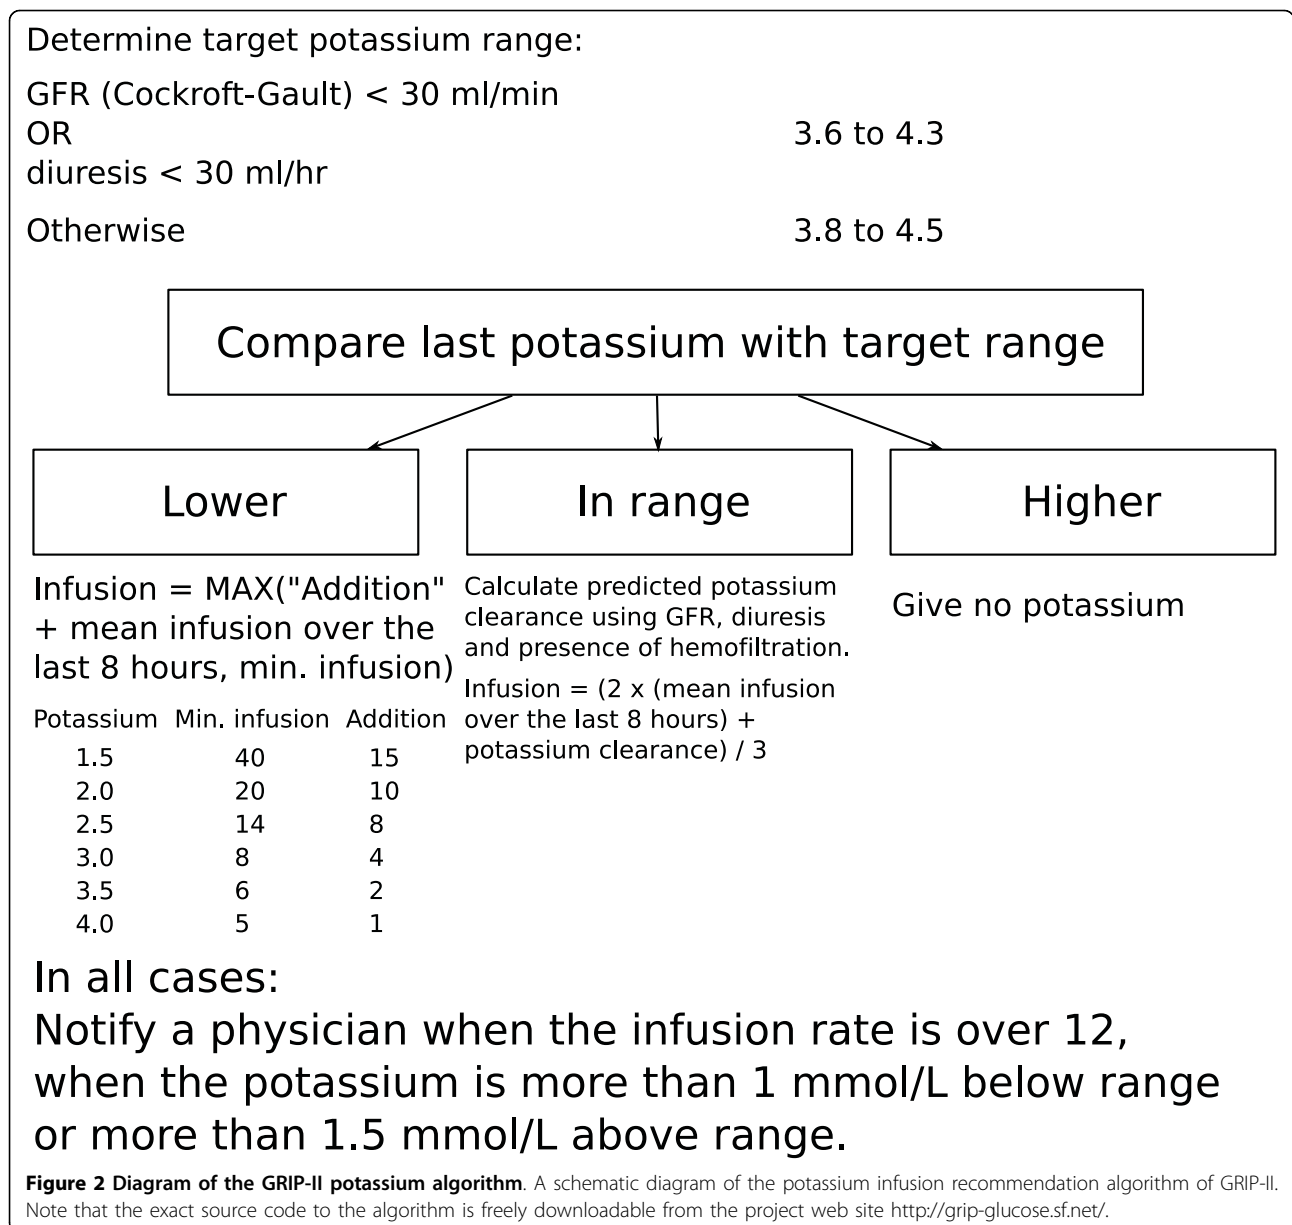 Determine target potassium range:
GFR (Cockroft-Gault) < 30 ml/min
OR 3.6 to 4.3
diuresis < 30 ml/hr
Otherwise 3.8 to 4.5
Compare last potassium with target range
Lower
In range
Higher
Infusion = MAX("Addition"
+ mean infusion over the
last 8 hours, min. infusion)
Potassium Min. infusion Addition
1.5 40 15
2.0 20 10
2.5 14 8
3.0 8 4
3.5 6 2
4.0 5 1
Calculate predicted potassium
clearance using GFR, diuresis
and presence of hemofiltration.
Infusion = (2 x (mean infusion
over the last 8 hours) +
potassium clearance) / 3
Give no potassium
In all cases:
Notify a physician when the infusion rate is over 12,
when the potassium is more than 1 mmol/L below range
or more than 1.5 mmol/L above range.
Figure 2 Diagram of the GRIP-II potassium algorithm. A schematic diagram of the potassium infusion recommendation algorithm of GRIP-II.
Note that the exact source code to the algorithm is freely downloadable from the project web site http://grip-glucose.sf.net/.